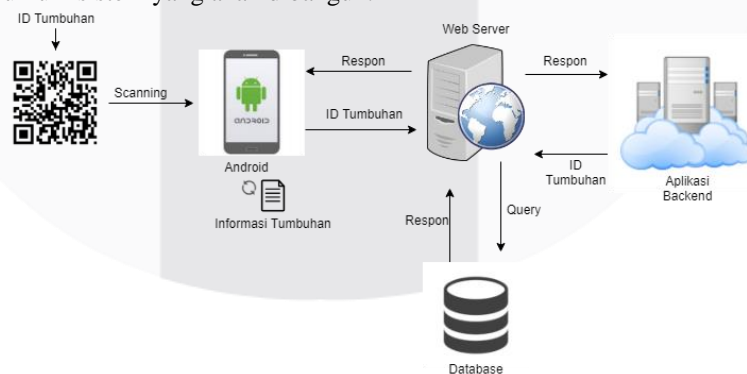 ID Tumbuhan
Scanning
Respon
ID Tumbuhan
ANDROID
Android
Informasi Tumbuhan
Web Server
Respon
ID
Tumbuhan
Aplikasi
Backend
Respon
Query
Database